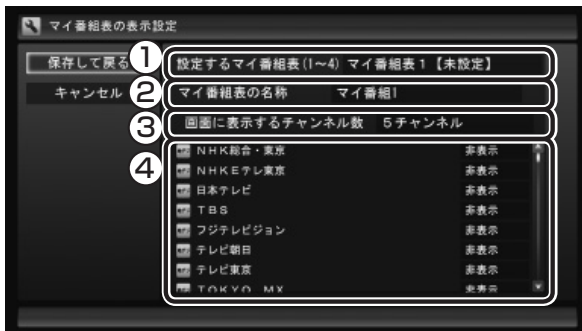 マイ番組表の表示設定
保存して戻る
① 設定するマイ番組表(1~4) マイ番組表1【未設定】
キャンセル
② マイ番組表の名称 マイ番組1
③ 画面に表示するチャンネル数 5チャンネル
④
NHK総合・東京 非表示
NHKEテレ東京 非表示
日本テレビ 非表示
TBS 非表示
フジテレビジョン 非表示
テレビ朝日 非表示
テレビ東京 非表示
TOKYO MX 非表示